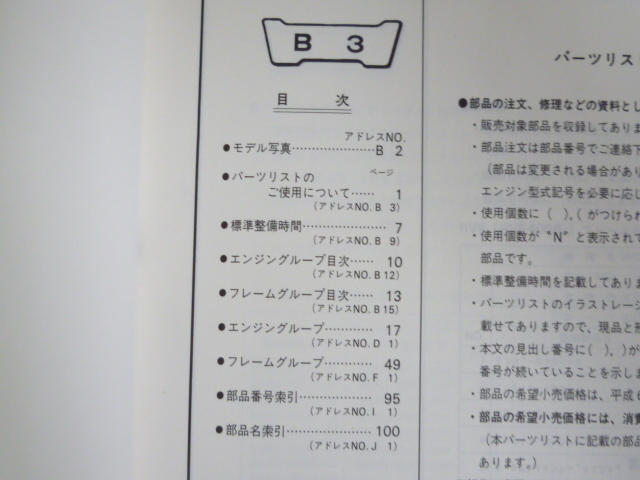 B 3
目 次
アドレスNO.
●モデル写真………………B 2
ページ
●パーツリストの
ご使用について…… 1
(アドレスNO. B 3)
●標準整備時間……………… 7
(アドレスNO. B 9)
●エンジングループ目次…… 10
(アドレスNO. B 12)
●フレームグループ目次…… 13
(アドレスNO. B 15)
●エンジングループ………… 17
(アドレスNO. D 1)
●フレームグループ………… 49
(アドレスNO. F 1)
●部品番号索引……………… 95
(アドレスNO. I 1)
●部品名索引…………………100
(アドレスNO. J 1)
パーツリス
●部品の注文、修理などの資料とし
・販売対象部品を収録してありま
・部品注文は部品番号でご連絡下
(部品は変更される場合があり
エンジン型式記号を必要に応じ
・使用個数に( ),(がつけられ
・使用個数が〝N〟と表示されて
部品です。
・標準整備時間を記載してありま
・パーツリストのイラストレーシ
載せてありますので、現品と形
・本文の見出し番号に( ),)が
番号が続いていることを示しま
・部品の希望小売価格は、平成6
・部品の希望小売価格には、消費
(本パーツリストに記載の部品
あります。)